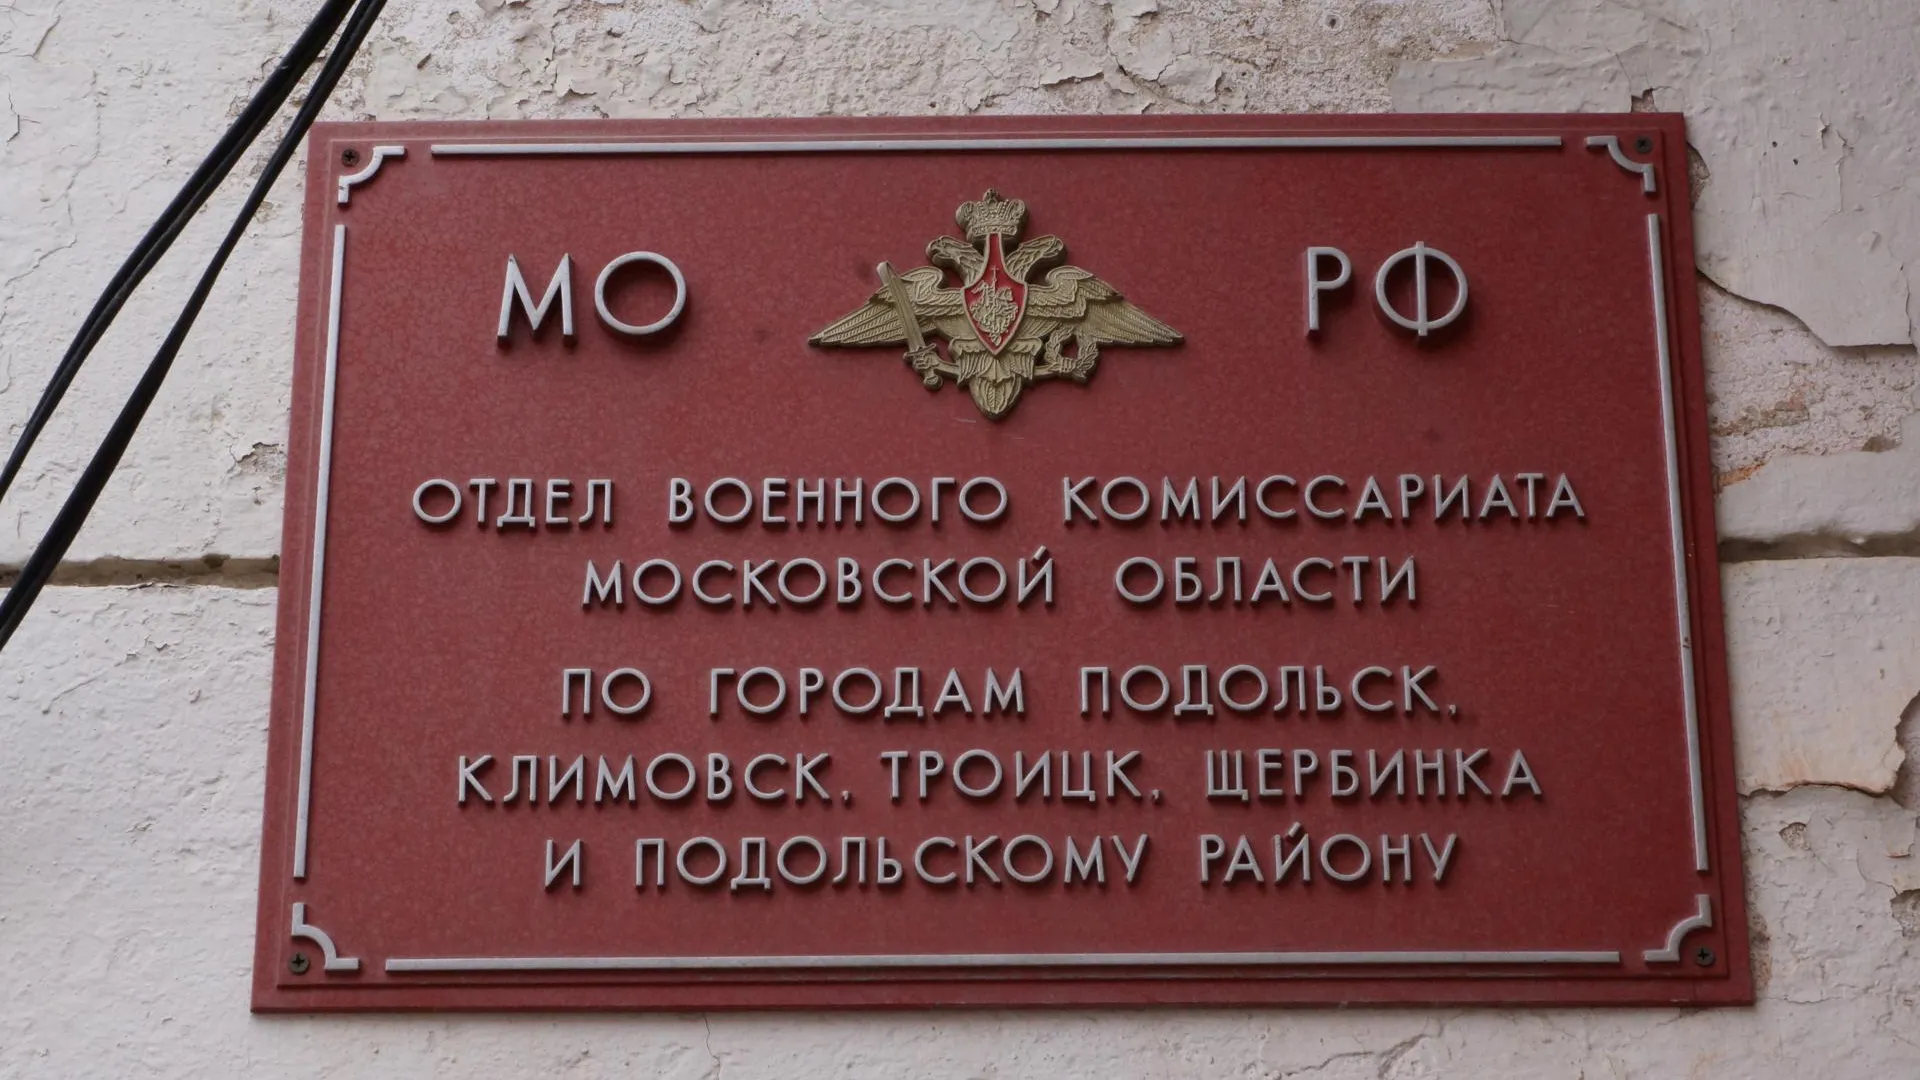 МО РФ
ОТДЕЛ ВОЕННОГО КОМИССАРИАТА
МОСКОВСКОЙ ОБЛАСТИ
ПО ГОРОДАМ ПОДОЛЬСК,
КЛИМОВСК, ТРОИЦК, ЩЕРБИНКА
И ПОДОЛЬСКОМУ РАЙОНУ